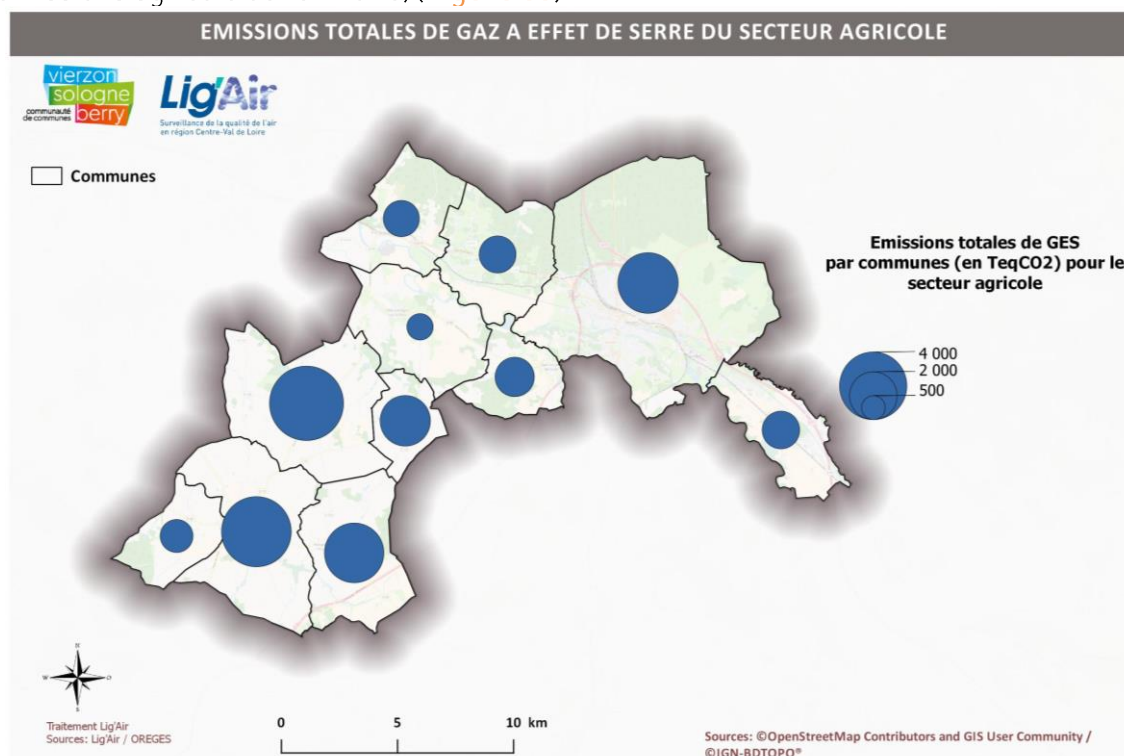 EMISSIONS TOTALES DE GAZ A EFFET DE SERRE DU SECTEUR AGRICOLE
vierzon
sologne
berry
communauté
de communes
Lig'Air
Surveillance de la qualité de l'air
en région Centre-Val de Loire
Communes
Emissions totales de GES
par communes (en TeqCO2) pour le
secteur agricole
4 000
2 000
500
N
W
O
S
0 5 10 km
Traitement Lig'Air
Sources: Lig'Air / OREGES
Sources: ©OpenStreetMap Contributors and GIS User Community /
©IGN-BDTOPO®